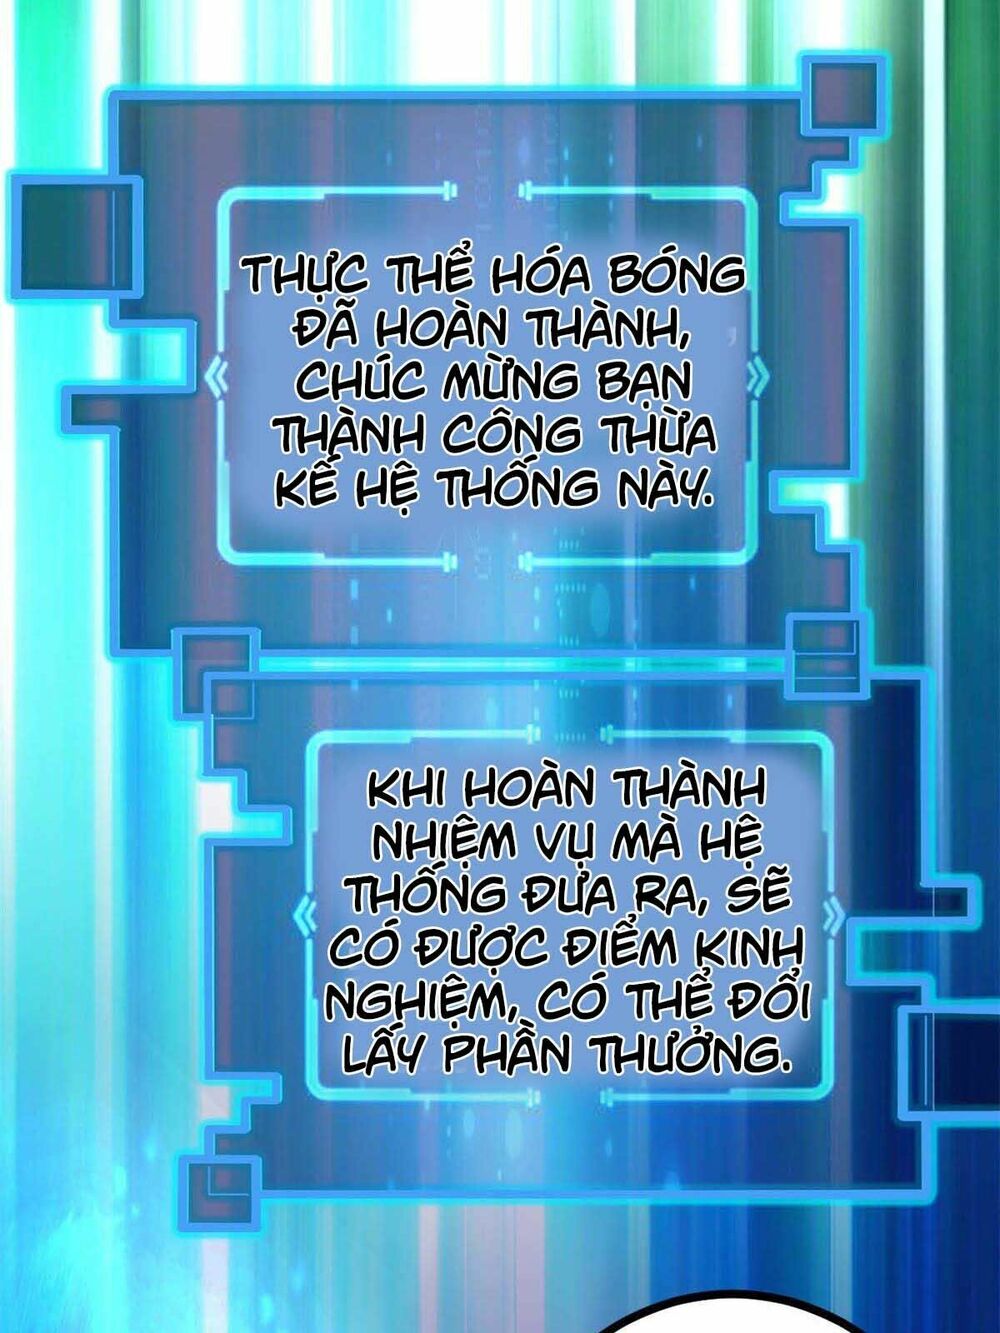 THỰC THỂ HÓA BÓNG
ĐÃ HOÀN THÀNH,
CHÚC MỪNG BẠN
THÀNH CÔNG THỪA
KẾ HỆ THỐNG NÀY.
KHI HOÀN THÀNH
NHIỆM VỤ MÀ HỆ
THỐNG ĐƯA RA, SẼ
CÓ ĐƯỢC ĐIỂM KINH
NGHIỆM, CÓ THỂ ĐỔI
LẤY PHẦN THƯỞNG.